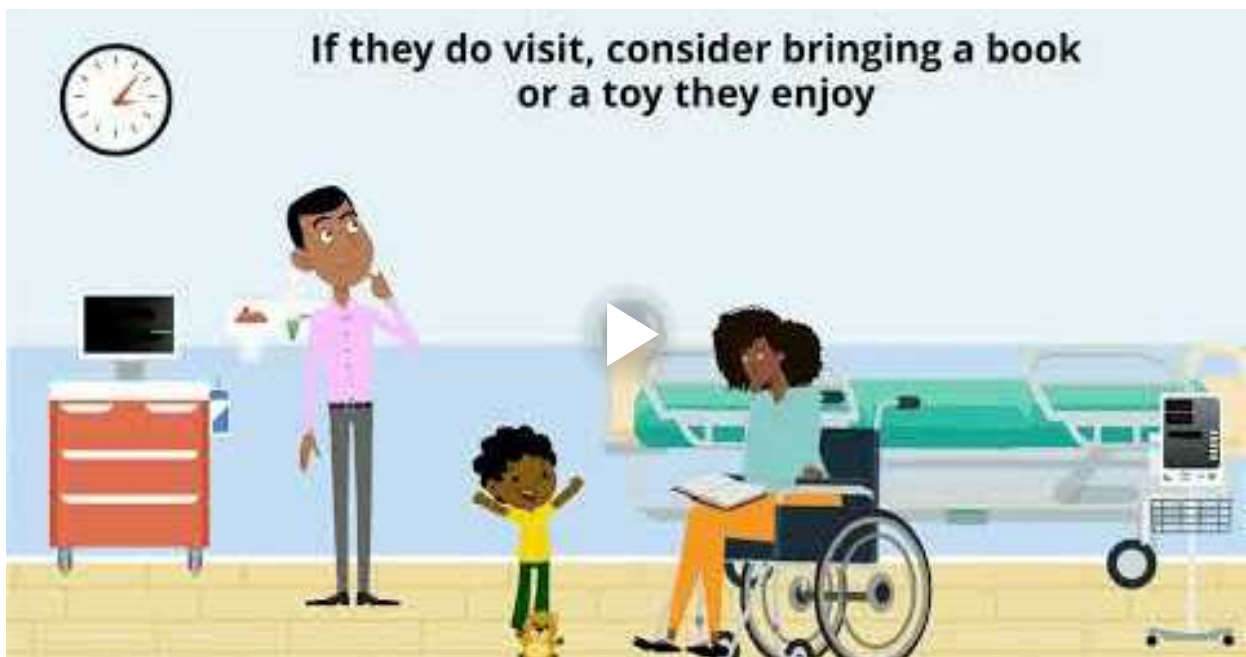 If they do visit, consider bringing a book
or a toy they enjoy